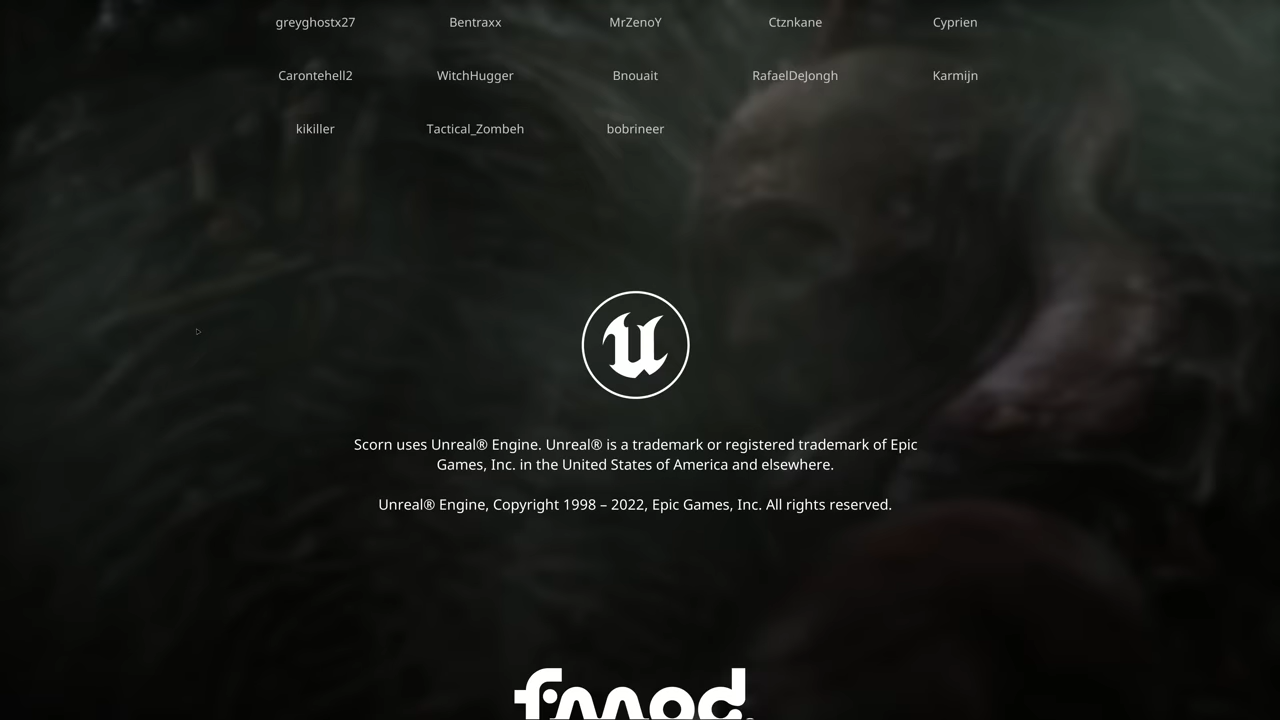 greyghostx27 Bentraxx MrZenoY Ctznkane Cyprien
Carontehell2 WitchHugger Bnouait RafaelDeJongh Karmijn
kikiller Tactical_Zombeh bobrineer
Scorn uses Unreal® Engine. Unreal® is a trademark or registered trademark of Epic
Games, Inc. in the United States of America and elsewhere.
Unreal® Engine, Copyright 1998 – 2022, Epic Games, Inc. All rights reserved.
fmod